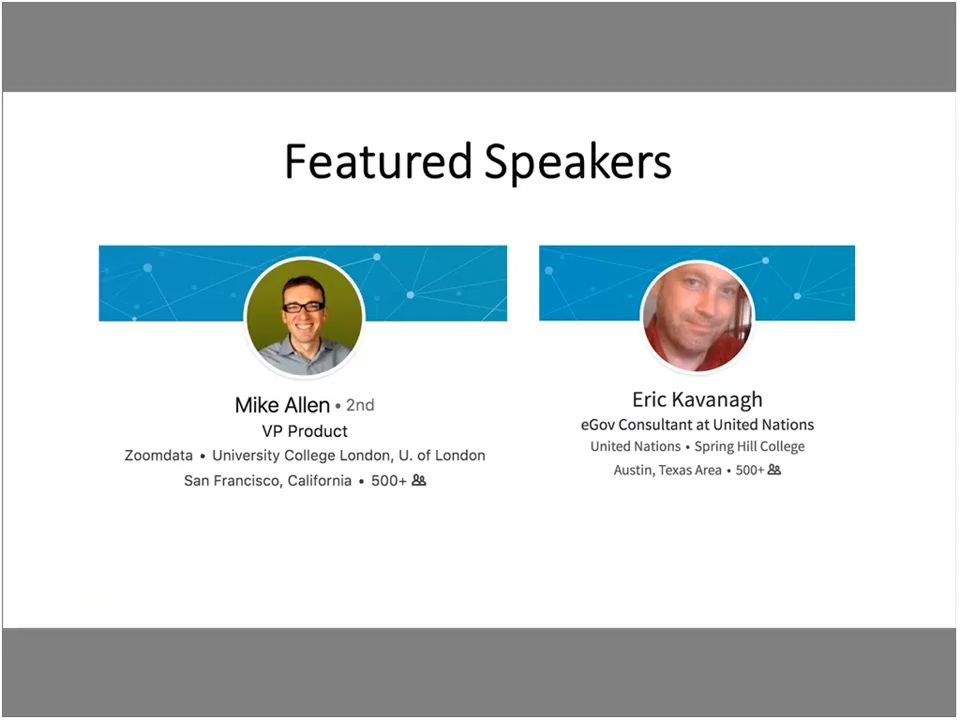 Featured Speakers
Mike Allen • 2nd
VP Product
Zoomdata • University College London, U. of London
San Francisco, California • 500+
Eric Kavanagh
eGov Consultant at United Nations
United Nations • Spring Hill College
Austin, Texas Area • 500+